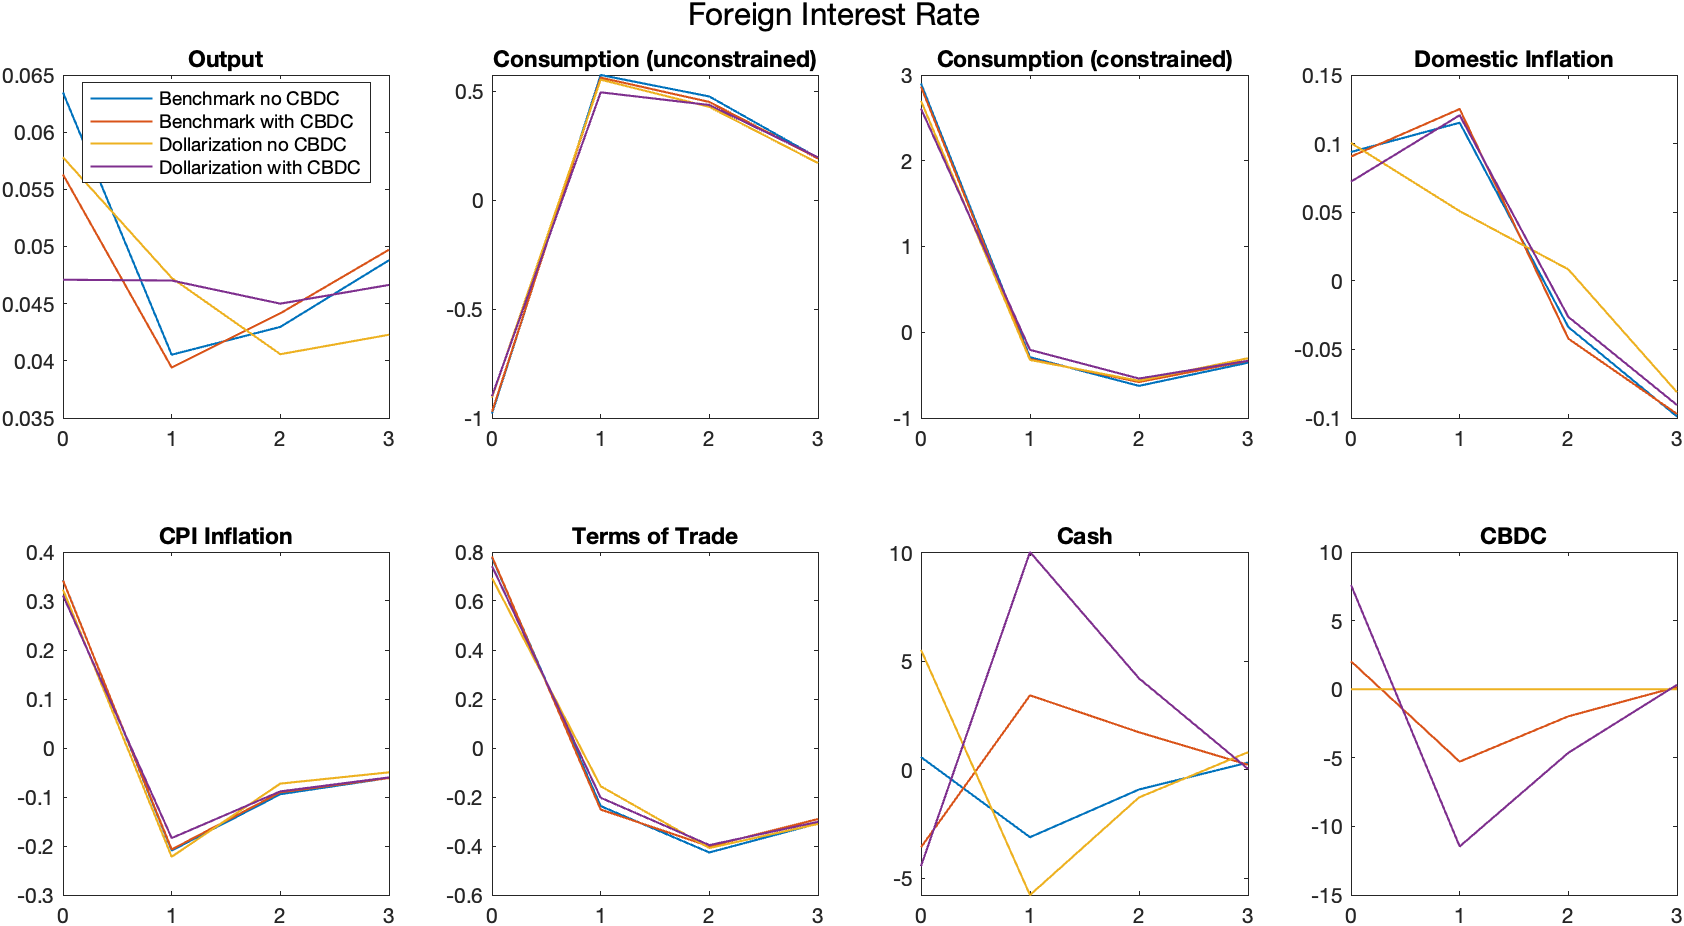 Foreign Interest Rate
Output
0.065
0.06
0.055
0.05
0.045
0.04
0.035
0 1 2 3
Benchmark no CBDC
Benchmark with CBDC
Dollarization no CBDC
Dollarization with CBDC
Consumption (unconstrained)
0.5
0
-0.5
-1
0 1 2 3
Consumption (constrained)
3
2
1
0
-1
0 1 2 3
Domestic Inflation
0.15
0.1
0.05
0
-0.05
-0.1
0 1 2 3
CPI Inflation
0.4
0.3
0.2
0.1
0
-0.1
-0.2
-0.3
0 1 2 3
Terms of Trade
0.8
0.6
0.4
0.2
0
-0.2
-0.4
-0.6
0 1 2 3
Cash
10
5
0
-5
0 1 2 3
CBDC
10
5
0
-5
-10
-15
0 1 2 3